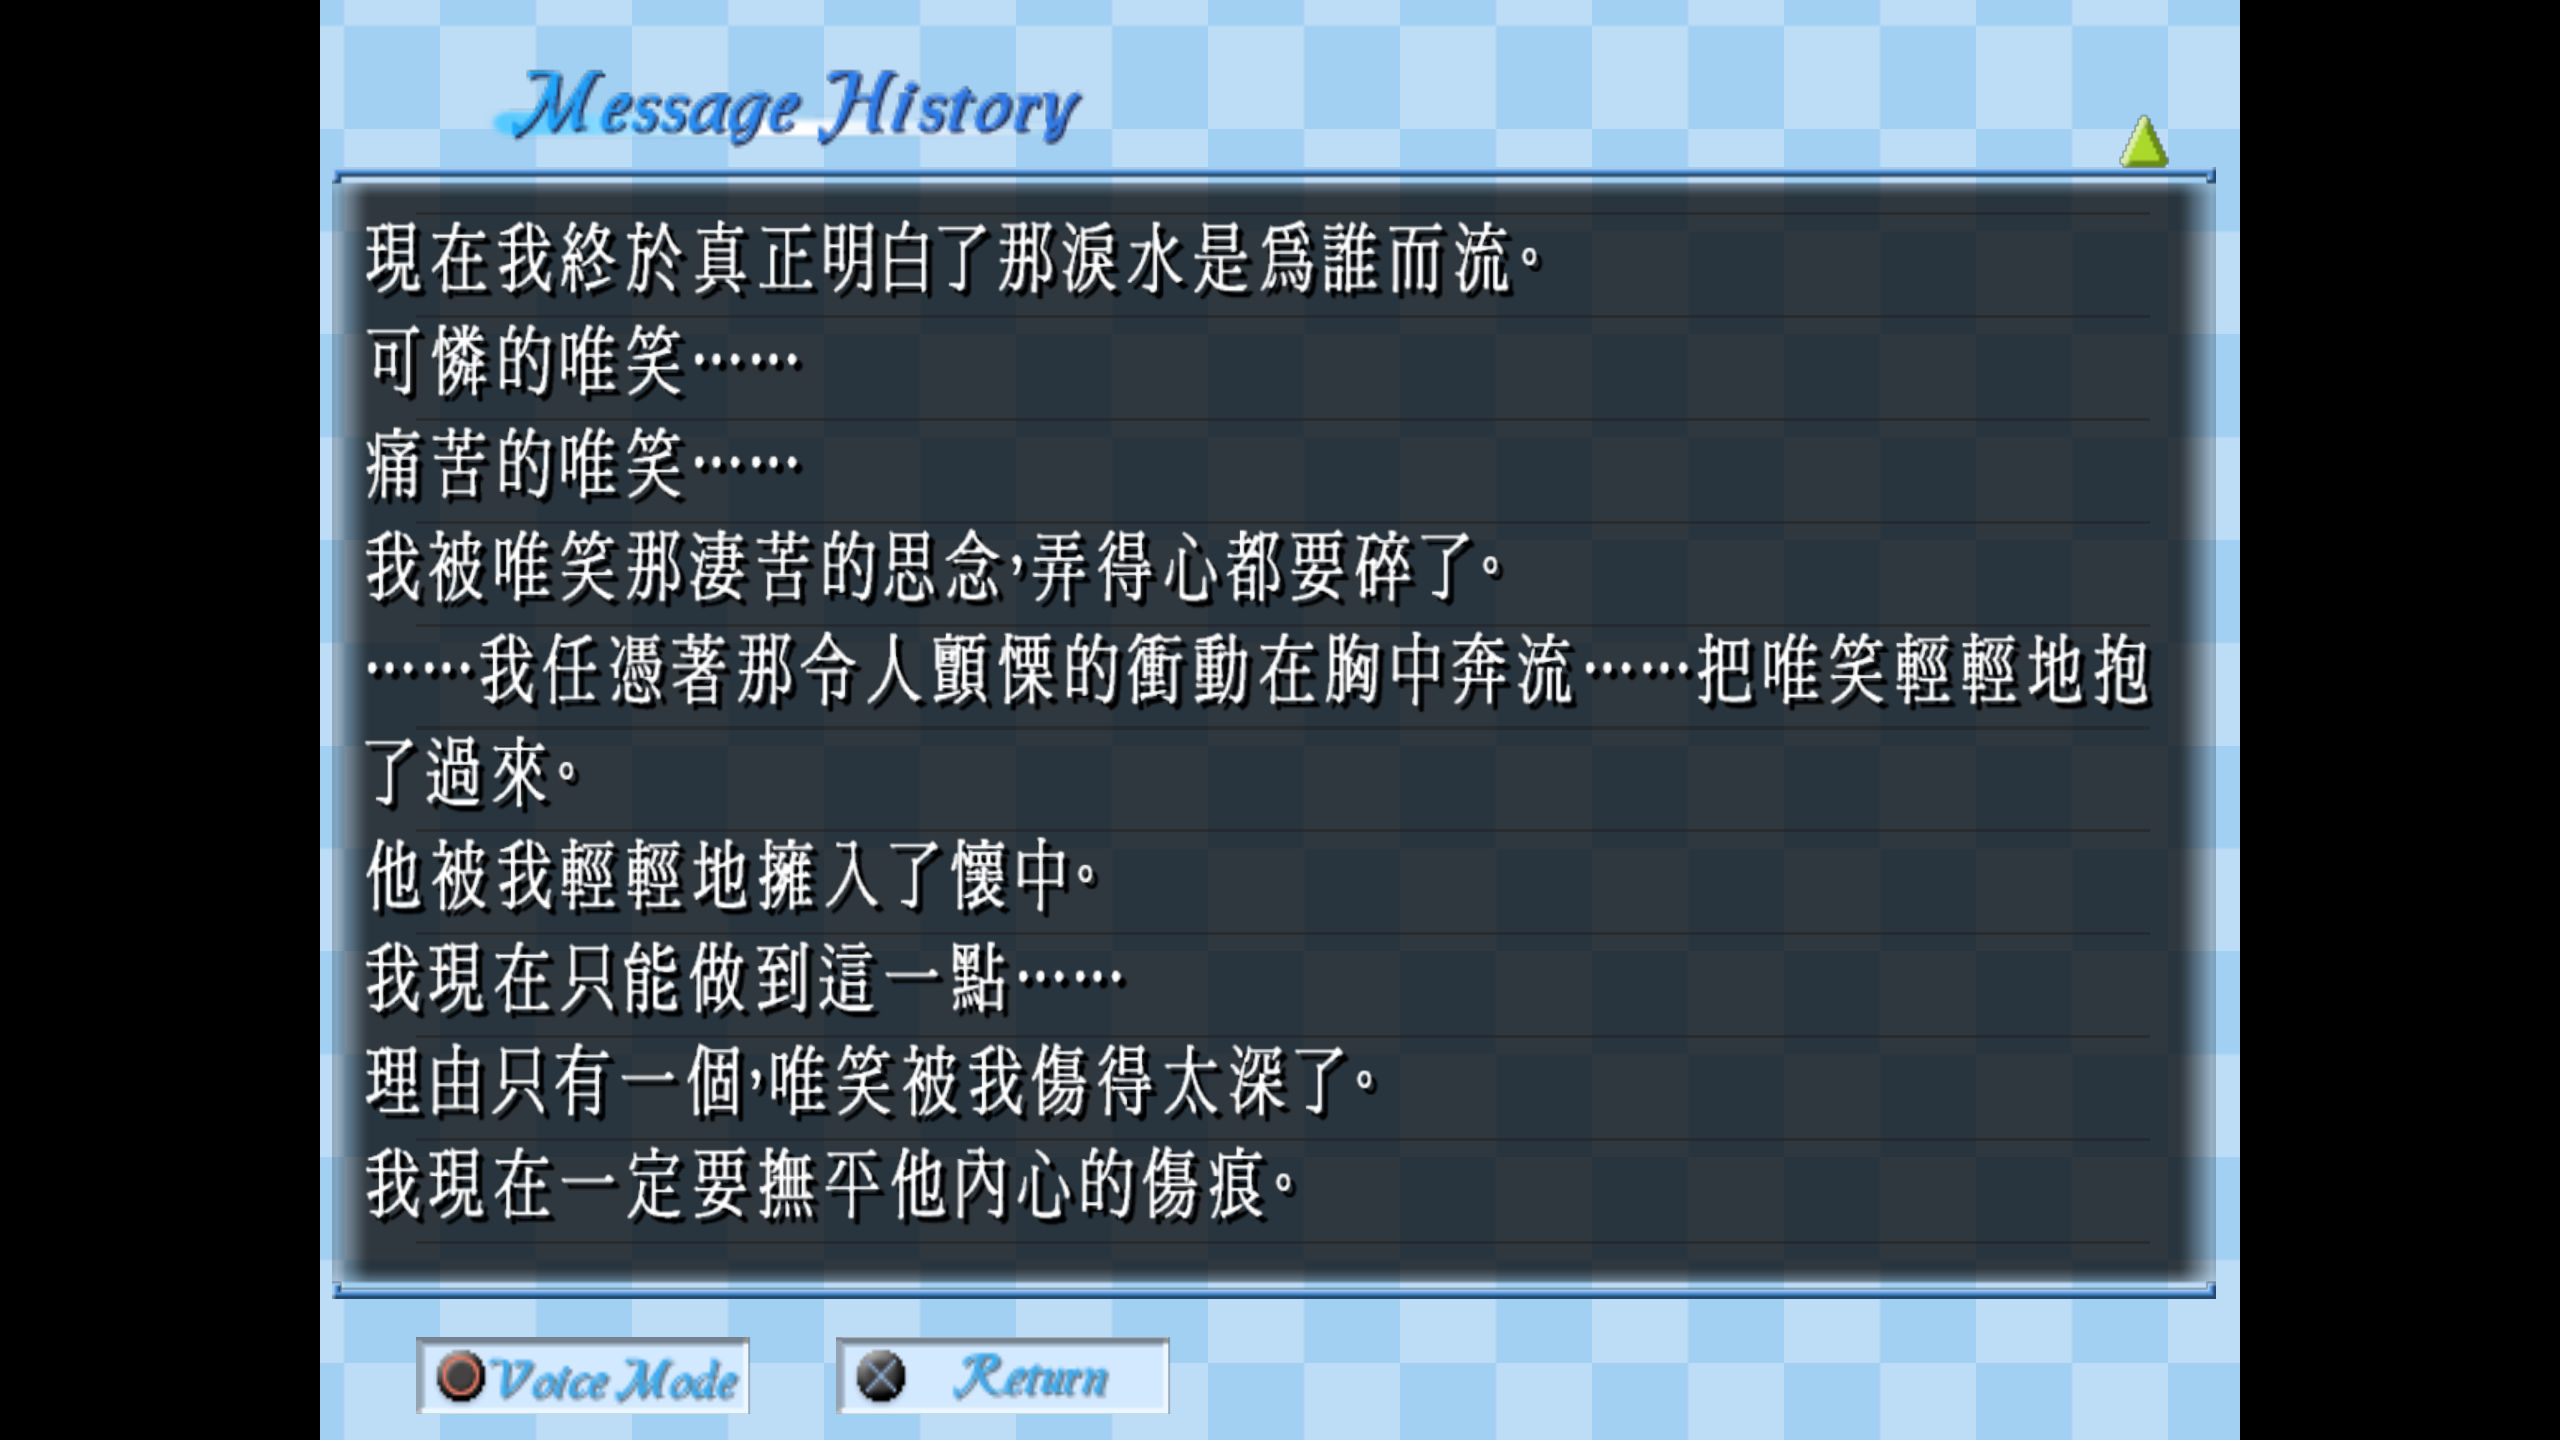 Message History
現在我終於真正明白了那淚水是爲誰而流。
可憐的唯笑……
痛苦的唯笑……
我被唯笑那淒苦的思念，弄得心都要碎了。
……我任憑著那令人顫慄的衝動在胸中奔流……把唯笑輕輕地抱
了過來。
他被我輕輕地擁入了懷中。
我現在只能做到這一點……
理由只有一個，唯笑被我傷得太深了。
我現在一定要撫平他內心的傷痕。
Voice Mode
Return